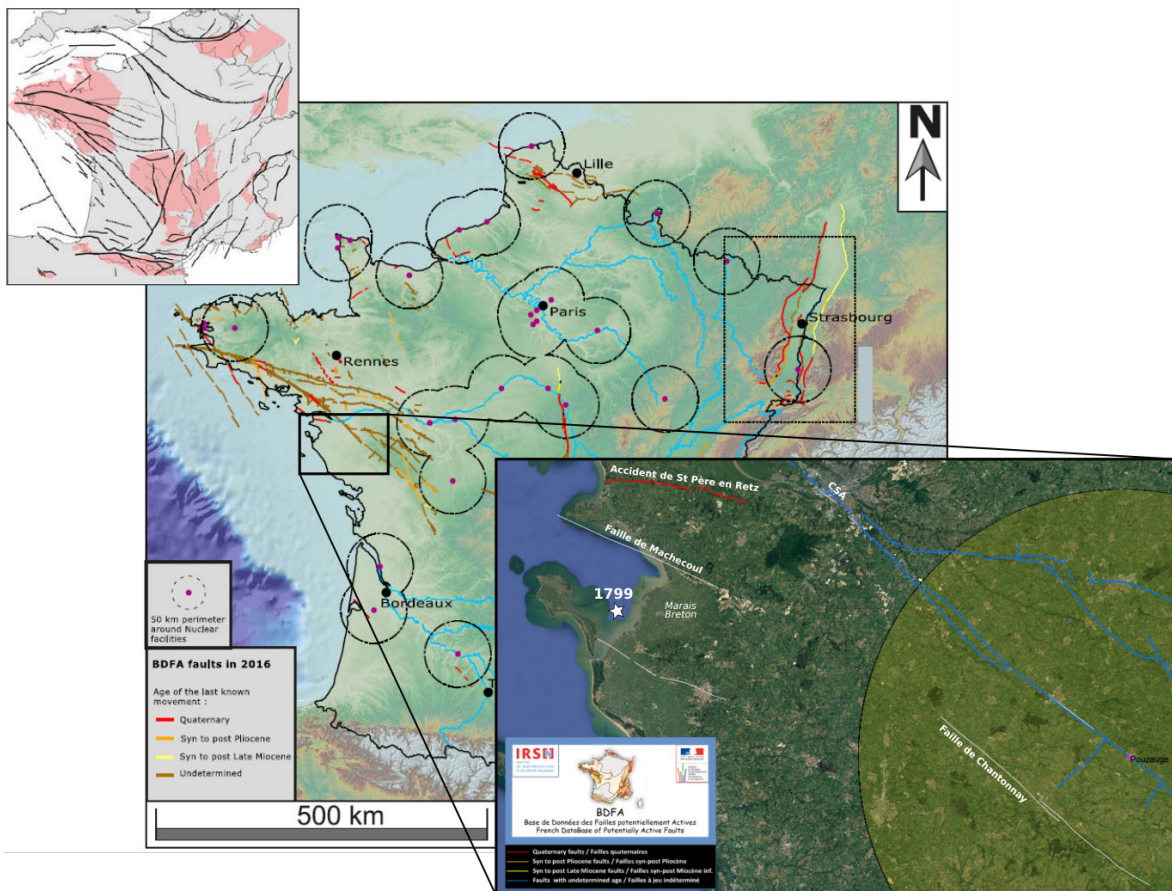 N
Lille
Paris
Strasbourg
Rennes
Bordeaux
T
50 km perimeter
around Nuclear
facilities
BDFA faults in 2016
Age of the last known
movement :
Quaternary
Syn to post Pliocene
Syn to post Late Miocene
Undetermined
500 km
Accident de St Père en Retz
CSA
Faille de Machecoul
1799
Marais
Breton
Faille de Chantonnay
Pouzauge
IRSN
BDFA
Base de Données des Failles potentiellement Actives
French DataBase of Potentially Active Faults
Quaternary faults / Failles quaternaires
Syn to post Pliocene faults / Failles syn-post Pliocène
Syn to post Late Miocene faults / Failles syn-post Miocène inf.
Faults with undetermined age / Failles à jeu indéterminé